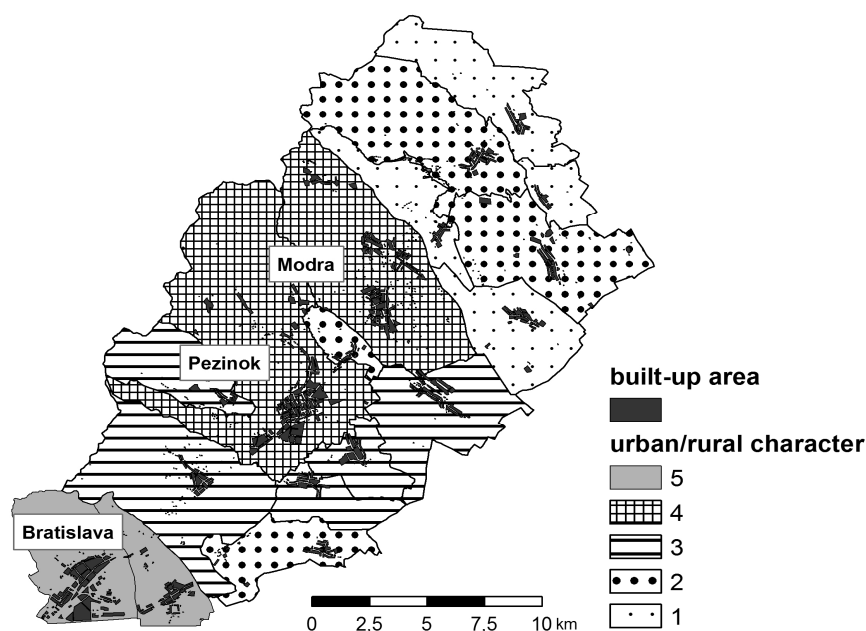 Modra
Pezinok
Bratislava
built-up area
urban/rural character
5
4
3
2
1
0 2.5 5 7.5 10 km